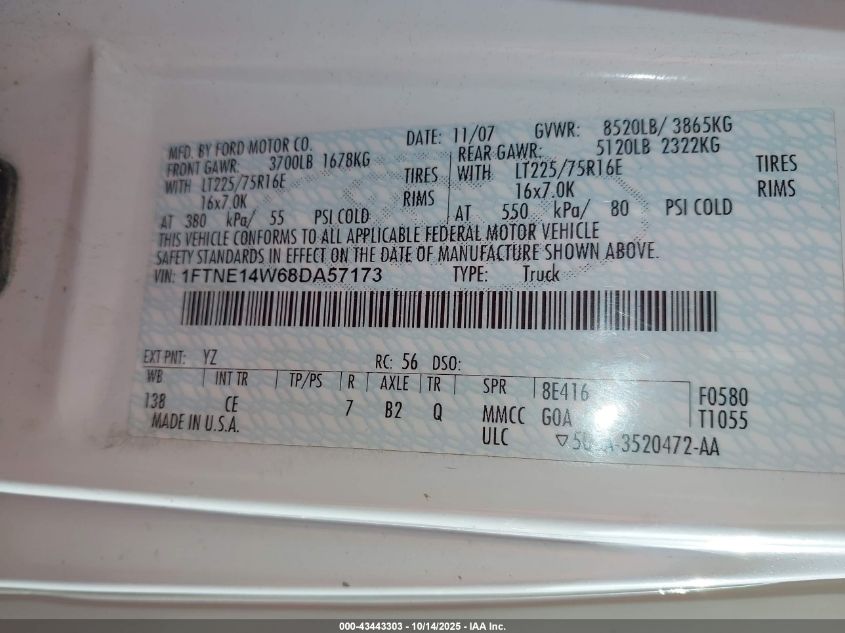 MFD. BY FORD MOTOR CO. DATE: 11/07 GVWR: 8520LB/ 3865KG
FRONT GAWR: 3700LB 1678KG REAR GAWR: 5120LB 2322KG
WITH LT225/75R16E TIRES WITH LT225/75R16E TIRES
16x7.0K RIMS 16x7.0K RIMS
AT 380 kPa/ 55 PSI COLD AT 550 kPa/ 80 PSI COLD
THIS VEHICLE CONFORMS TO ALL APPLICABLE FEDERAL MOTOR VEHICLE
SAFETY STANDARDS IN EFFECT ON THE DATE OF MANUFACTURE SHOWN ABOVE.
VIN: 1FTNE14W68DA57173 TYPE: Truck
EXT PNT: YZ RC: 56 DSO:
WB INT TR TP/PS R AXLE TR SPR 8E416 F0580
138 CE 7 B2 Q MMCC G0A T1055
MADE IN U.S.A. ULC ▽ -3520472-AA
000-43443303 - 10/14/2025 - IAA Inc.